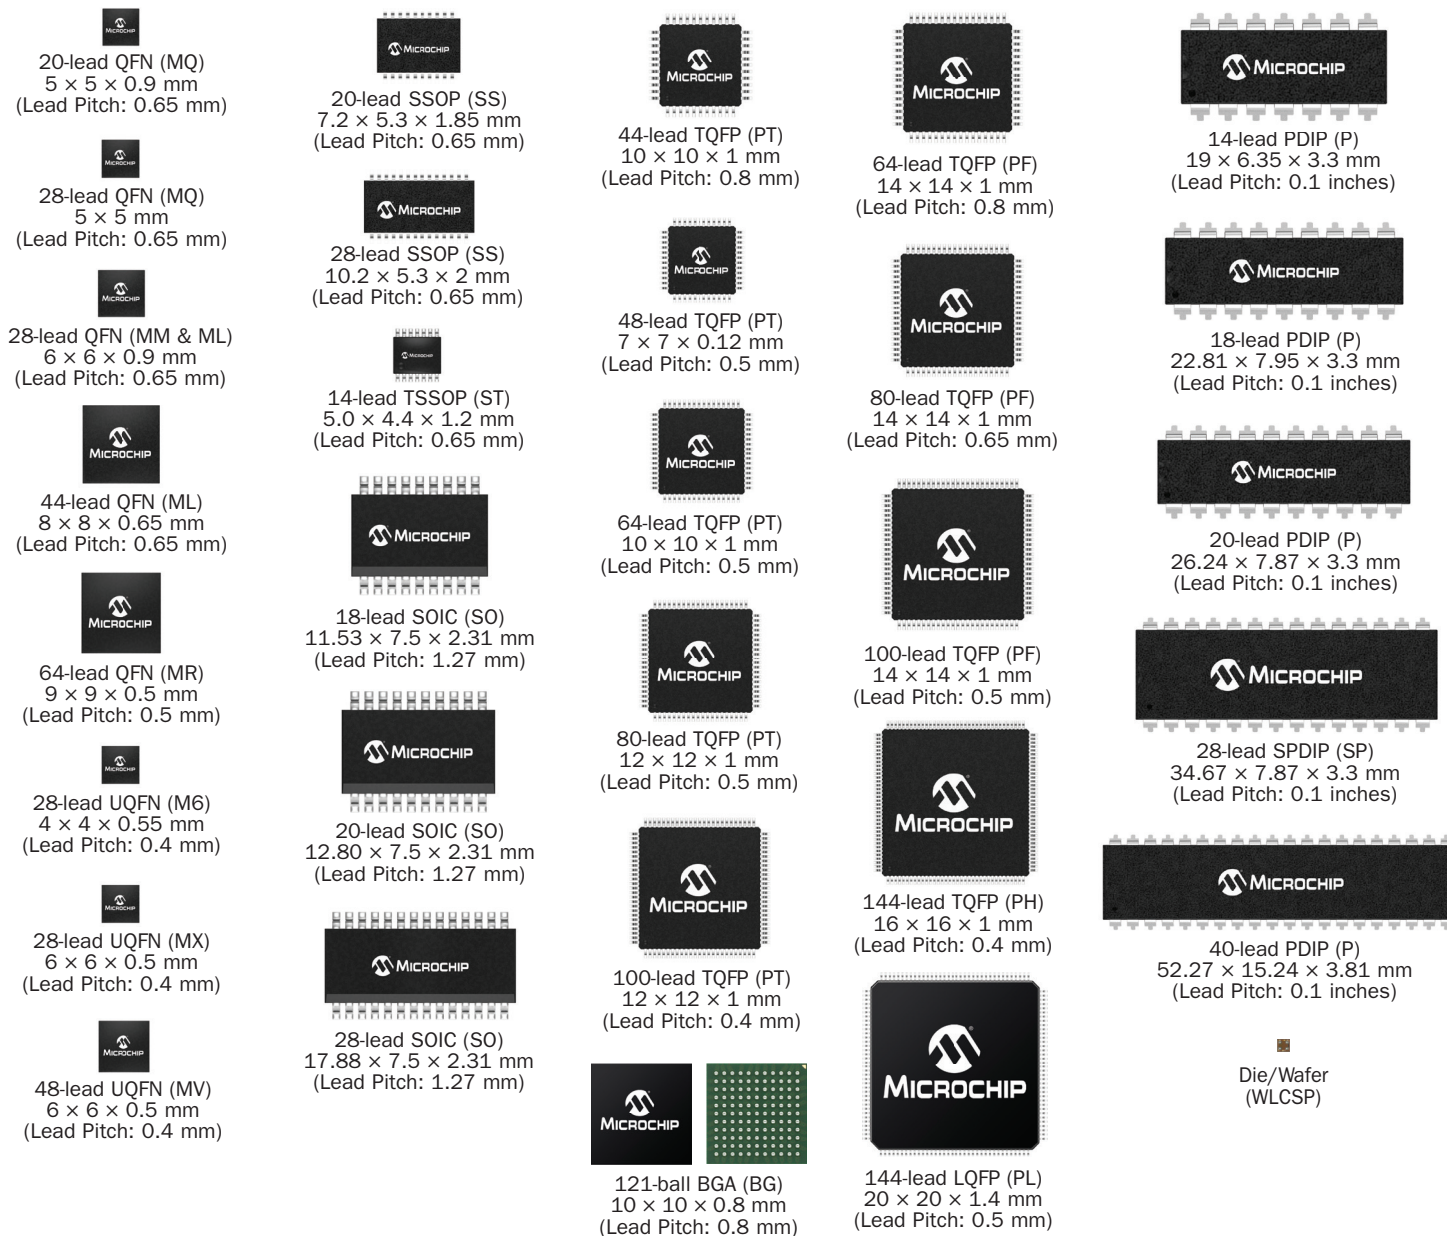 MICROCHIP
20-lead QFN (MQ)
5 × 5 × 0.9 mm
(Lead Pitch: 0.65 mm)
MICROCHIP
28-lead QFN (MQ)
5 × 5 mm
(Lead Pitch: 0.65 mm)
MICROCHIP
28-lead QFN (MM & ML)
6 × 6 × 0.9 mm
(Lead Pitch: 0.65 mm)
MICROCHIP
44-lead QFN (ML)
8 × 8 × 0.65 mm
(Lead Pitch: 0.65 mm)
MICROCHIP
64-lead QFN (MR)
9 × 9 × 0.5 mm
(Lead Pitch: 0.5 mm)
MICROCHIP
28-lead UQFN (M6)
4 × 4 × 0.55 mm
(Lead Pitch: 0.4 mm)
MICROCHIP
28-lead UQFN (MX)
6 × 6 × 0.5 mm
(Lead Pitch: 0.4 mm)
MICROCHIP
48-lead UQFN (MV)
6 × 6 × 0.5 mm
(Lead Pitch: 0.4 mm)
MICROCHIP
20-lead SSOP (SS)
7.2 × 5.3 × 1.85 mm
(Lead Pitch: 0.65 mm)
MICROCHIP
28-lead SSOP (SS)
10.2 × 5.3 × 2 mm
(Lead Pitch: 0.65 mm)
MICROCHIP
14-lead TSSOP (ST)
5.0 × 4.4 × 1.2 mm
(Lead Pitch: 0.65 mm)
MICROCHIP
18-lead SOIC (SO)
11.53 × 7.5 × 2.31 mm
(Lead Pitch: 1.27 mm)
MICROCHIP
20-lead SOIC (SO)
12.80 × 7.5 × 2.31 mm
(Lead Pitch: 1.27 mm)
MICROCHIP
28-lead SOIC (SO)
17.88 × 7.5 × 2.31 mm
(Lead Pitch: 1.27 mm)
MICROCHIP
44-lead TQFP (PT)
10 × 10 × 1 mm
(Lead Pitch: 0.8 mm)
MICROCHIP
48-lead TQFP (PT)
7 × 7 × 0.12 mm
(Lead Pitch: 0.5 mm)
MICROCHIP
64-lead TQFP (PT)
10 × 10 × 1 mm
(Lead Pitch: 0.5 mm)
MICROCHIP
80-lead TQFP (PT)
12 × 12 × 1 mm
(Lead Pitch: 0.5 mm)
MICROCHIP
100-lead TQFP (PT)
12 × 12 × 1 mm
(Lead Pitch: 0.4 mm)
MICROCHIP
121-ball BGA (BG)
10 × 10 × 0.8 mm
(Lead Pitch: 0.8 mm)
MICROCHIP
64-lead TQFP (PF)
14 × 14 × 1 mm
(Lead Pitch: 0.8 mm)
MICROCHIP
80-lead TQFP (PF)
14 × 14 × 1 mm
(Lead Pitch: 0.65 mm)
MICROCHIP
100-lead TQFP (PF)
14 × 14 × 1 mm
(Lead Pitch: 0.5 mm)
MICROCHIP
144-lead TQFP (PH)
16 × 16 × 1 mm
(Lead Pitch: 0.4 mm)
MICROCHIP
144-lead LQFP (PL)
20 × 20 × 1.4 mm
(Lead Pitch: 0.5 mm)
MICROCHIP
14-lead PDIP (P)
19 × 6.35 × 3.3 mm
(Lead Pitch: 0.1 inches)
MICROCHIP
18-lead PDIP (P)
22.81 × 7.95 × 3.3 mm
(Lead Pitch: 0.1 inches)
MICROCHIP
20-lead PDIP (P)
26.24 × 7.87 × 3.3 mm
(Lead Pitch: 0.1 inches)
MICROCHIP
28-lead SPDIP (SP)
34.67 × 7.87 × 3.3 mm
(Lead Pitch: 0.1 inches)
MICROCHIP
40-lead PDIP (P)
52.27 × 15.24 × 3.81 mm
(Lead Pitch: 0.1 inches)
Die/Wafer
(WLCSP)